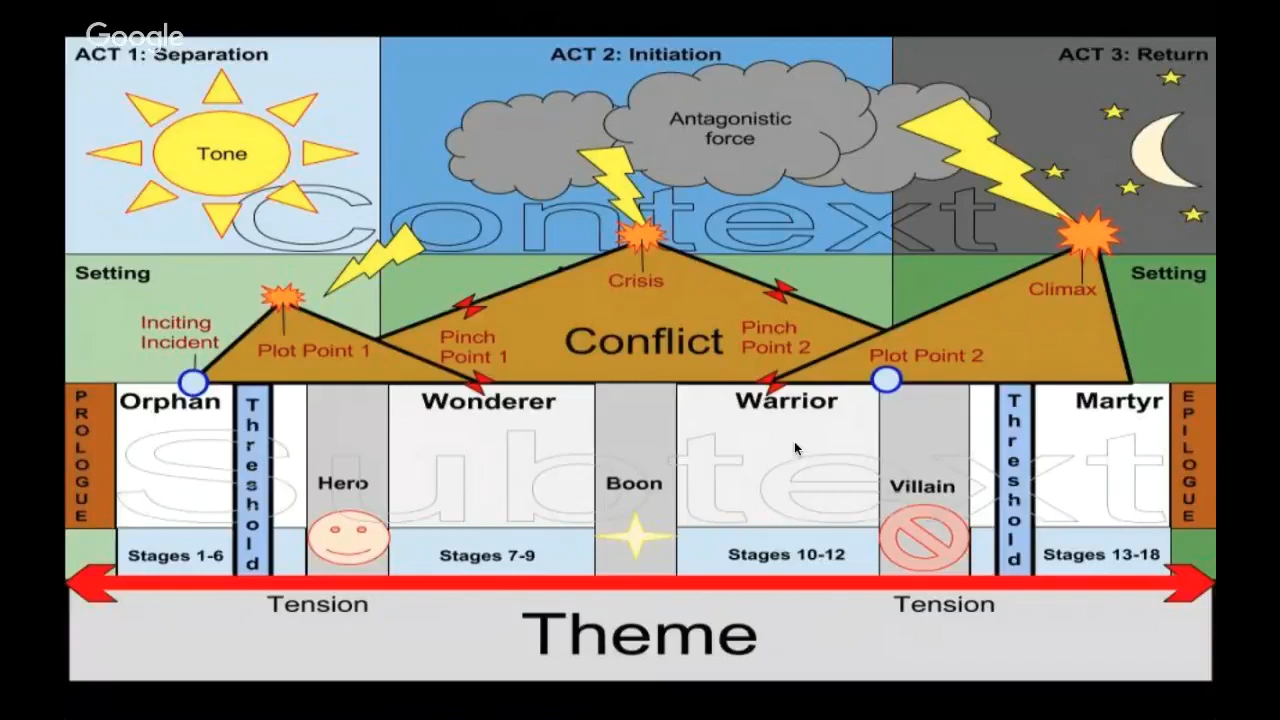 Google
ACT 1: Separation
ACT 2: Initiation
ACT 3: Return
Tone
Antagonistic
force
Context
Setting
Setting
Inciting
Incident
Plot Point 1
Pinch
Point 1
Crisis
Conflict
Pinch
Point 2
Plot Point 2
Climax
PROLOGUE
Orphan
Threshold
Wonderer
Warrior
Threshold
Martyr
EPILOGUE
Subtext
Hero
Boon
Villain
Stages 1-6
Stages 7-9
Stages 10-12
Stages 13-18
Tension
Tension
Theme